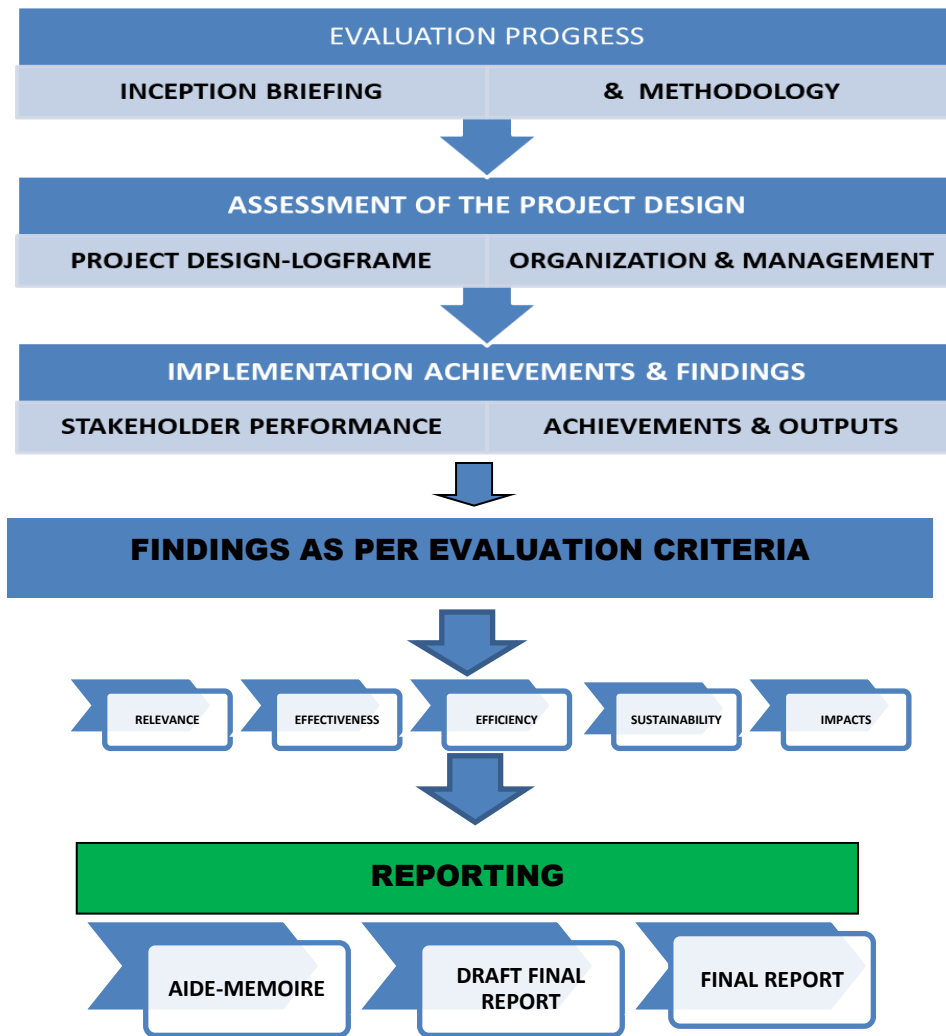 EVALUATION PROGRESS
INCEPTION BRIEFING & METHODOLOGY
ASSESSMENT OF THE PROJECT DESIGN
PROJECT DESIGN-LOGFRAME ORGANIZATION & MANAGEMENT
IMPLEMENTATION ACHIEVEMENTS & FINDINGS
STAKEHOLDER PERFORMANCE ACHIEVEMENTS & OUTPUTS
FINDINGS AS PER EVALUATION CRITERIA
RELEVANCE EFFECTIVENESS EFFICIENCY SUSTAINABILITY IMPACTS
REPORTING
AIDE-MEMOIRE
DRAFT FINAL
REPORT
FINAL REPORT